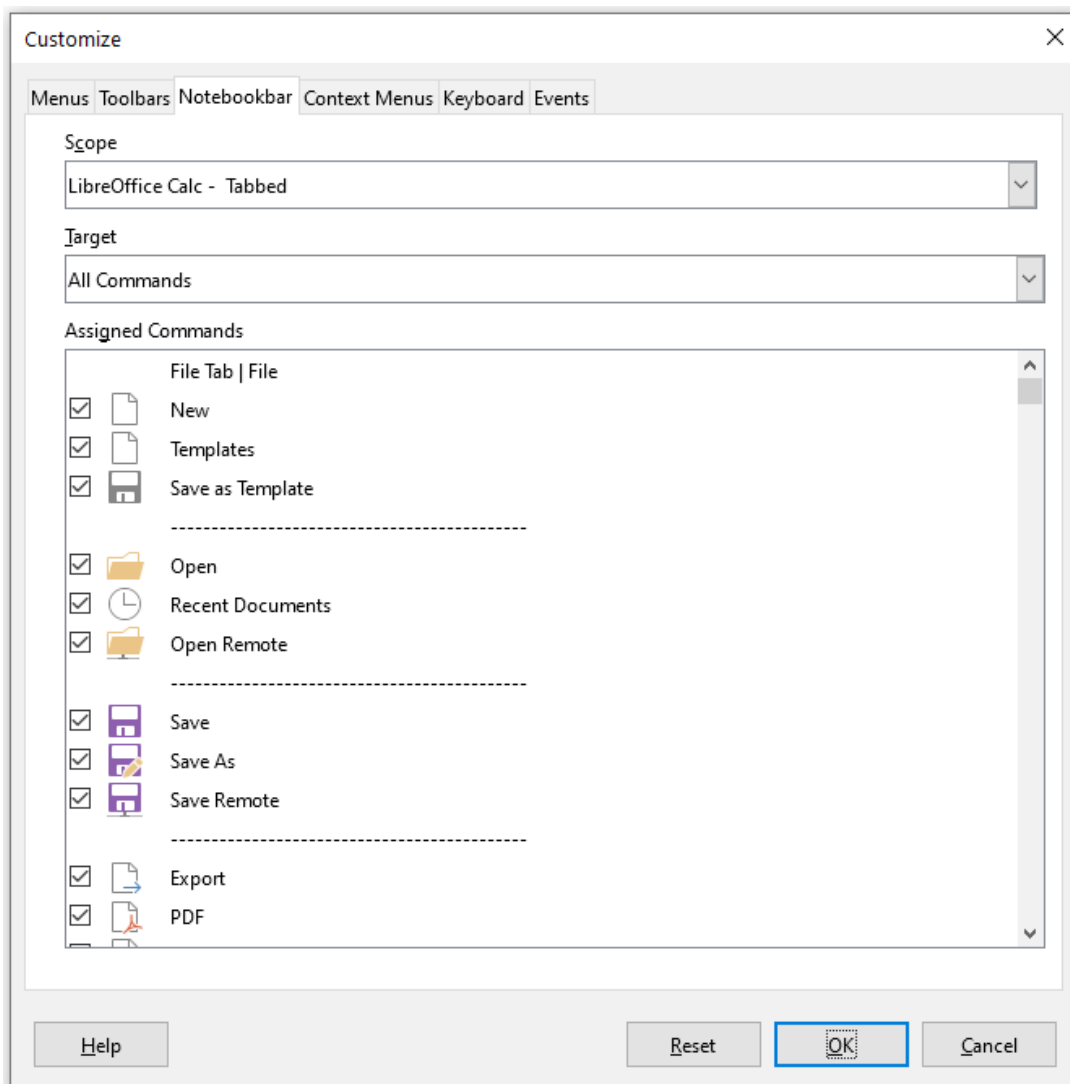 Customize
Menus Toolbars Notebookbar Context Menus Keyboard Events
Scope
LibreOffice Calc - Tabbed
Target
All Commands
Assigned Commands
File Tab | File
New
Templates
Save as Template
--------------------------------------------
Open
Recent Documents
Open Remote
--------------------------------------------
Save
Save As
Save Remote
--------------------------------------------
Export
PDF
Help Reset OK Cancel